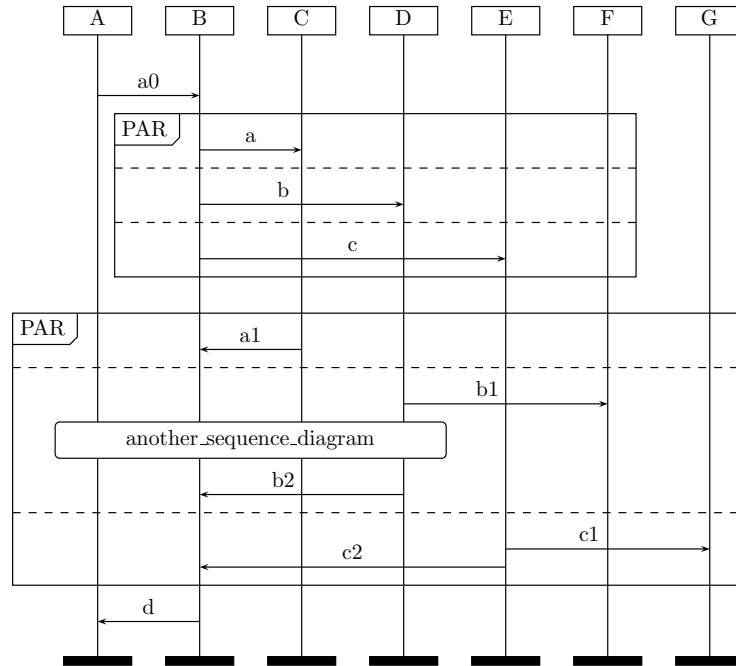 A B C D E F G
a0
PAR
a
b
c
PAR
a1
b1
another_sequence_diagram
b2
c1
c2
d